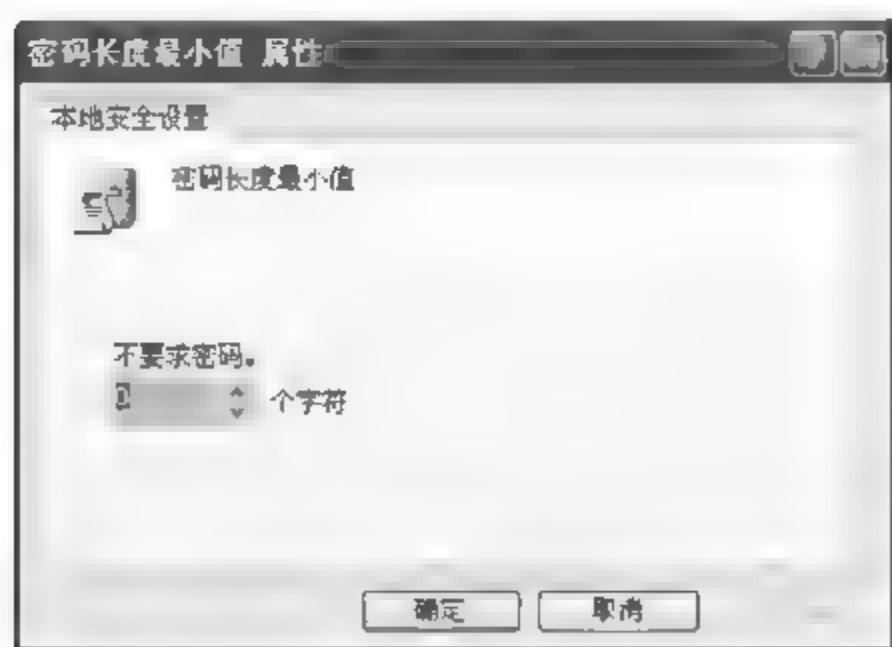 密码长度最小值 属性
本地安全设置
密码长度最小值
不要求密码。
0 个字符
确定 取消